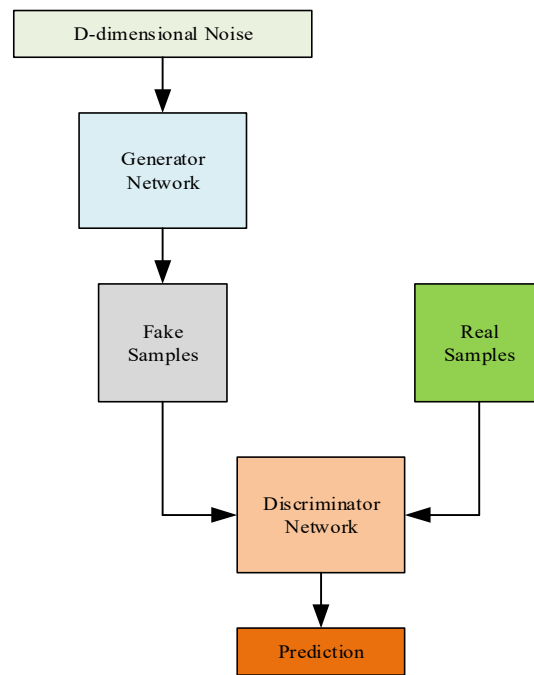 D-dimensional Noise
Generator
Network
Fake
Samples
Real
Samples
Discriminator
Network
Prediction